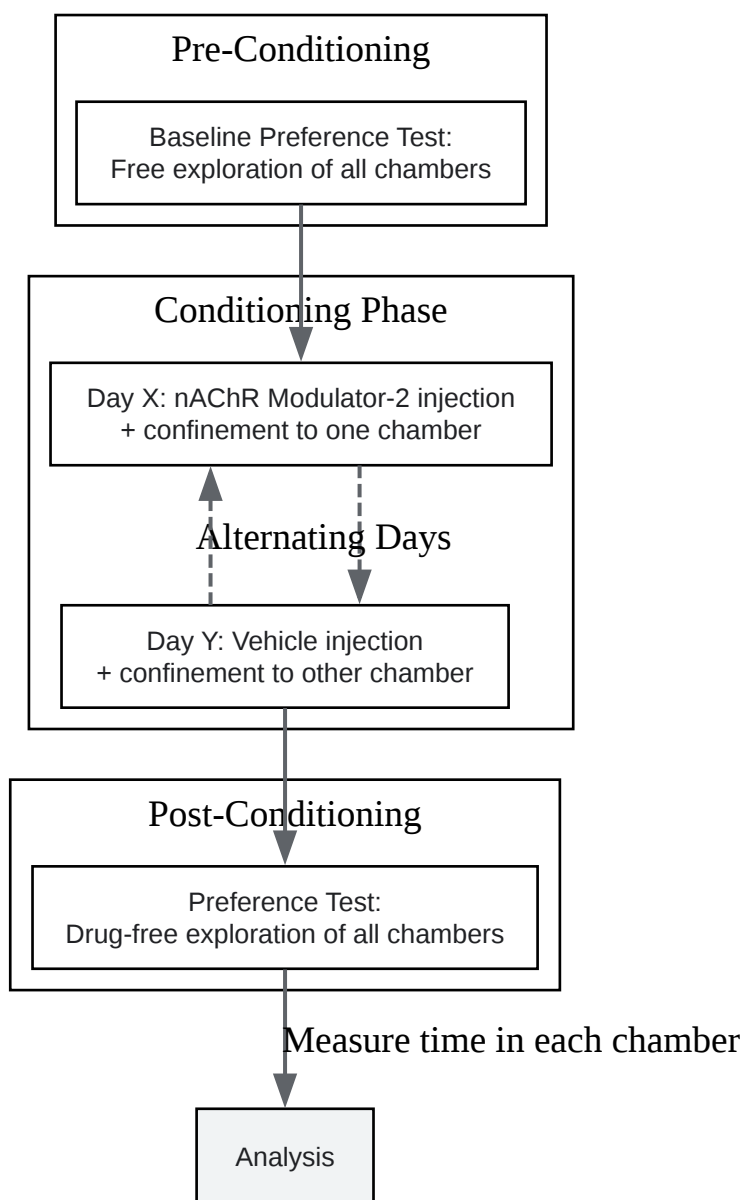 Pre-Conditioning
Baseline Preference Test:
Free exploration of all chambers
Conditioning Phase
Day X: nAChR Modulator-2 injection
+ confinement to one chamber
Alternating Days
Day Y: Vehicle injection
+ confinement to other chamber
Post-Conditioning
Preference Test:
Drug-free exploration of all chambers
Measure time in each chamber
Analysis